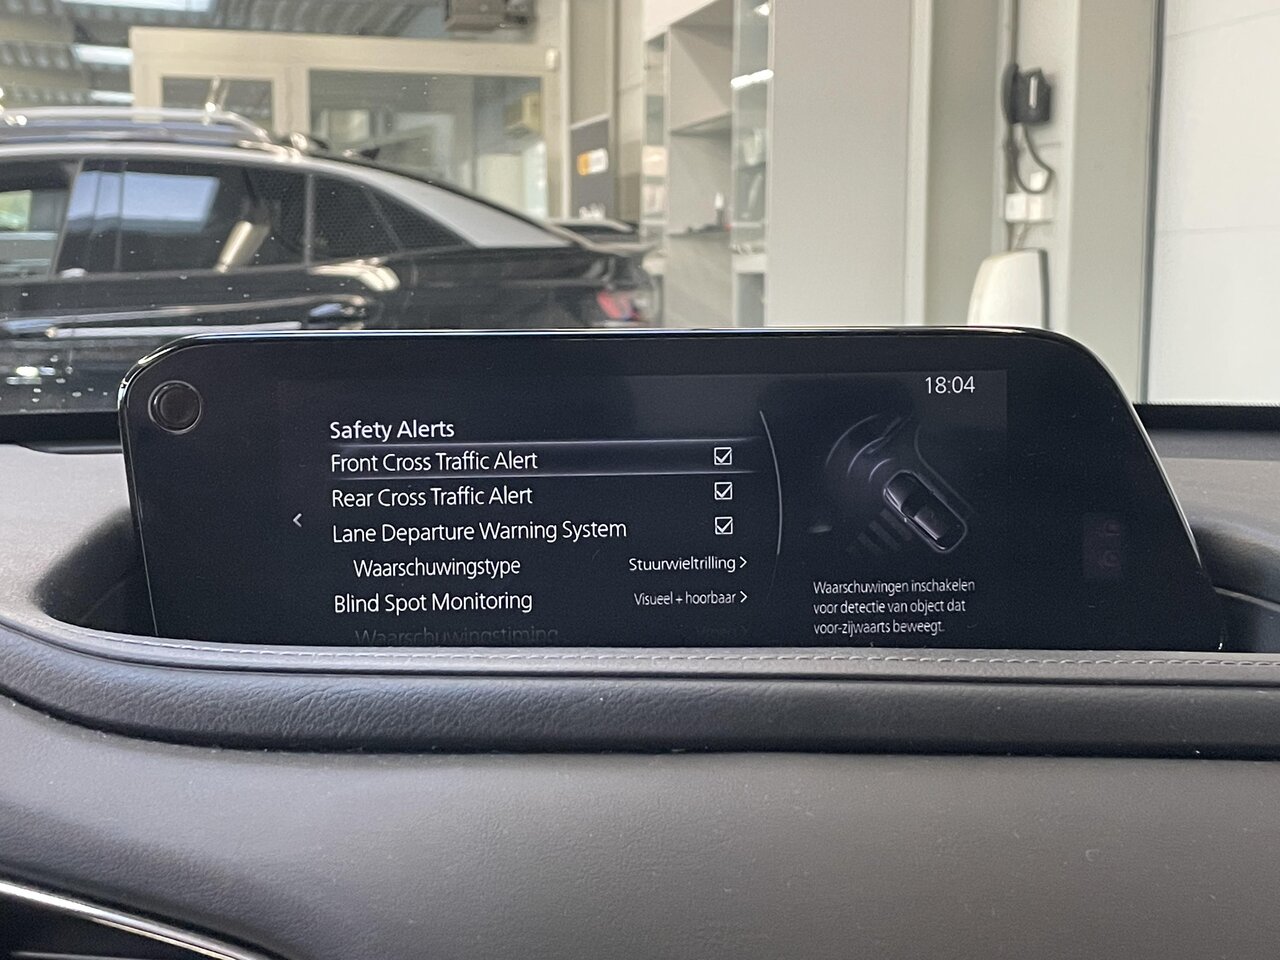 18:04
Safety Alerts
Front Cross Traffic Alert
Rear Cross Traffic Alert
Lane Departure Warning System
Waarschuwingstype Stuurwieltrilling >
Blind Spot Monitoring Visueel + hoorbaar >
Waarschuwingstiming
Waarschuwingen inschakelen
voor detectie van object dat
voor-zijwaarts beweegt.